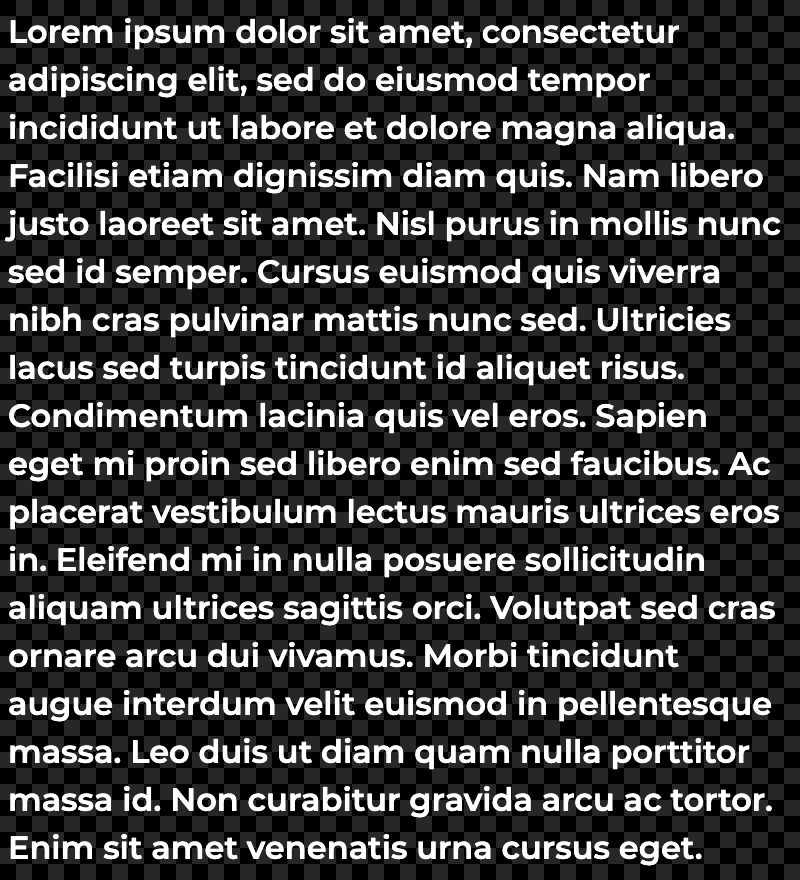 Lorem ipsum dolor sit amet, consectetur
adipiscing elit, sed do eiusmod tempor
incididunt ut labore et dolore magna aliqua.
Facilisi etiam dignissim diam quis. Nam libero
justo laoreet sit amet. Nisl purus in mollis nunc
sed id semper. Cursus euismod quis viverra
nibh cras pulvinar mattis nunc sed. Ultricies
lacus sed turpis tincidunt id aliquet risus.
Condimentum lacinia quis vel eros. Sapien
eget mi proin sed libero enim sed faucibus. Ac
placerat vestibulum lectus mauris ultrices eros
in. Eleifend mi in nulla posuere sollicitudin
aliquam ultrices sagittis orci. Volutpat sed cras
ornare arcu dui vivamus. Morbi tincidunt
augue interdum velit euismod in pellentesque
massa. Leo duis ut diam quam nulla porttitor
massa id. Non curabitur gravida arcu ac tortor.
Enim sit amet venenatis urna cursus eget.